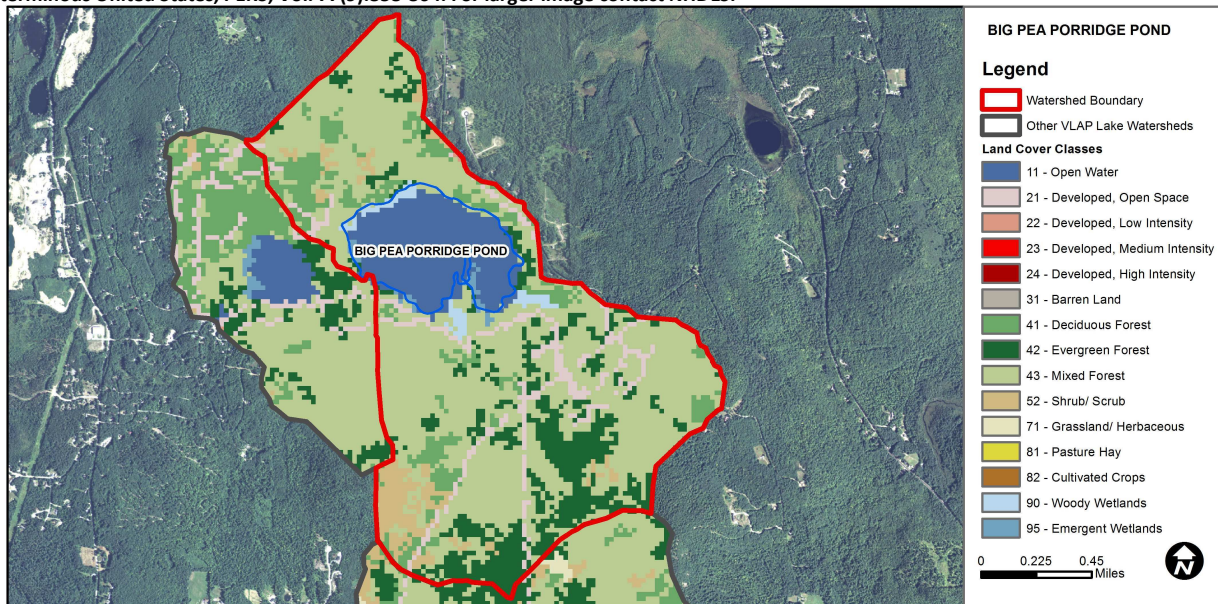 BIG PEA PORRIDGE POND
BIG PEA PORRIDGE POND
Legend
Watershed Boundary
Other VLAP Lake Watersheds
Land Cover Classes
11 - Open Water
21 - Developed, Open Space
22 - Developed, Low Intensity
23 - Developed, Medium Intensity
24 - Developed, High Intensity
31 - Barren Land
41 - Deciduous Forest
42 - Evergreen Forest
43 - Mixed Forest
52 - Shrub/ Scrub
71 - Grassland/ Herbaceous
81 - Pasture Hay
82 - Cultivated Crops
90 - Woody Wetlands
95 - Emergent Wetlands
0 0.225 0.45
Miles
N